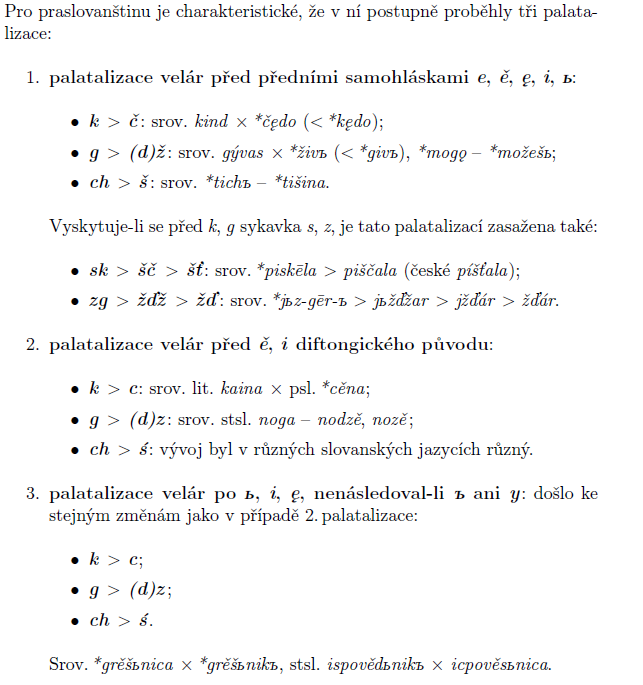 Pro praslovanštinu je charakteristické, že v ní postupně proběhly tři palata-
lizace:
1. palatalizace velár před předními samohláskami e, ě, ę, i, ь:
• k > č: srov. kind × *čędo (< *kędo);
• g > (d)ž: srov. gývas × *živъ (< *givъ), *mogǫ – *možešь;
• ch > š: srov. *tichъ – *tišina.
Vyskytuje-li se před k, g sykavka s, z, je tato palatalizací zasažena také:
• sk > šč > šť: srov. *piskēla > piščala (české píšťala);
• zg > žďž > žď: srov. *jьz-gēr-ъ > jьžďžar > jžďár > žďár.
2. palatalizace velár před ě, i diftongického původu:
• k > c: srov. lit. kaina × psl. *cěna;
• g > (d)z: srov. stsl. noga – nodzě, nozě;
• ch > ś: vývoj byl v různých slovanských jazycích různý.
3. palatalizace velár po ь, i, ę, nenásledoval-li ъ ani y: došlo ke
stejným změnám jako v případě 2. palatalizace:
• k > c;
• g > (d)z;
• ch > ś.
Srov. *grěšьnica × *grěšьnikъ, stsl. ispovědьnikъ × icpověsьnica.